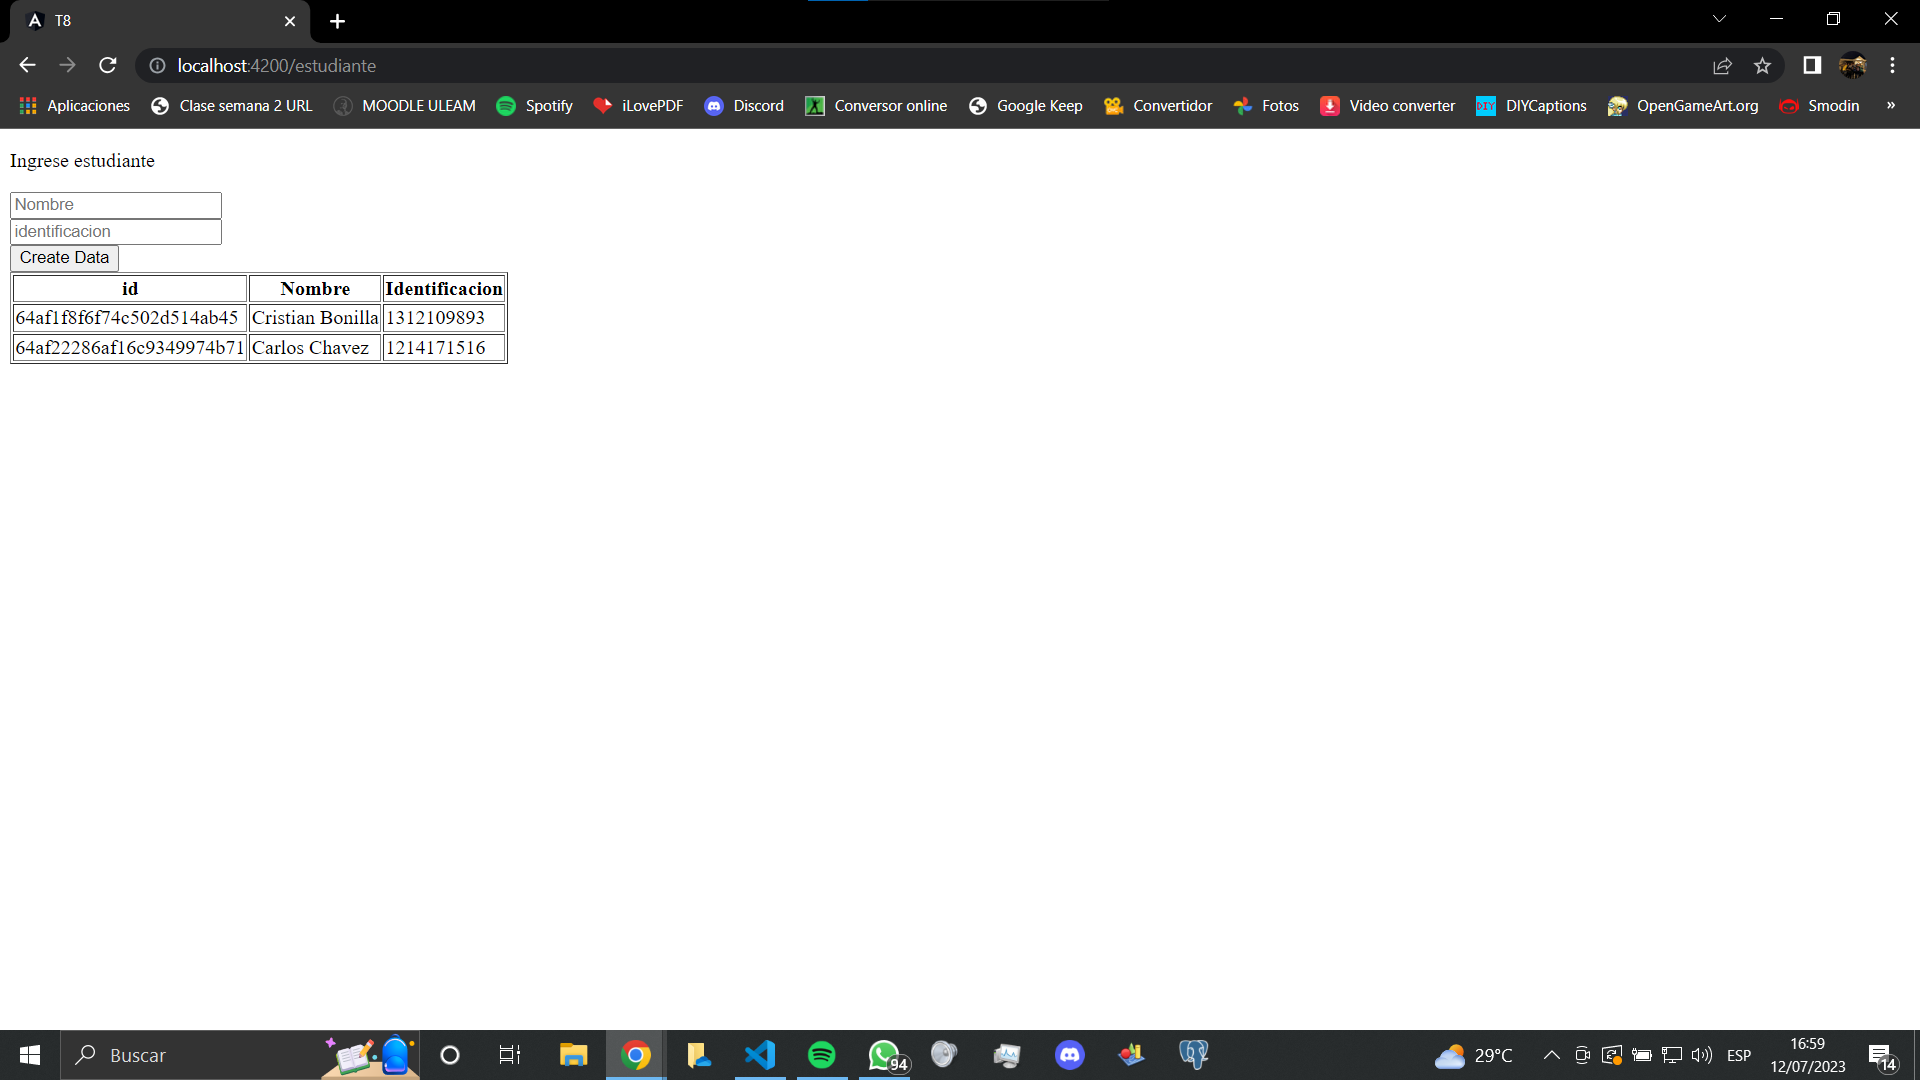 T8
localhost:4200/estudiante
Aplicaciones Clase semana 2 URL MOODLE ULEAM Spotify iLovePDF Discord Conversor online Google Keep Convertidor Fotos Video converter DIY DIYCaptions OpenGameArt.org Smodin »
Ingrese estudiante
Nombre
identificacion
Create Data
id Nombre Identificacion
64af1f8f6f74c502d514ab45 Cristian Bonilla 1312109893
64af22286af16c9349974b71 Carlos Chavez 1214171516
Buscar 94 29°C ESP 16:59 14
12/07/2023